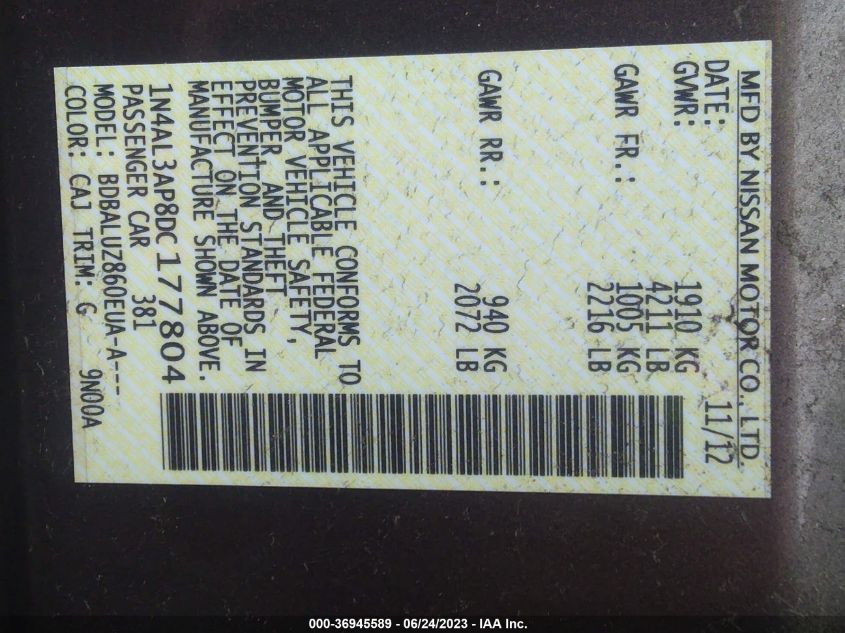 MFD BY NISSAN MOTOR CO., LTD.
DATE: 11/12
GVWR: 1910 KG
4211 LB
GAWR FR.: 1005 KG
2216 LB
GAWR RR.: 940 KG
2072 LB
THIS VEHICLE CONFORMS TO
ALL APPLICABLE FEDERAL
MOTOR VEHICLE SAFETY,
BUMPER AND THEFT
PREVENTION STANDARDS IN
EFFECT ON THE DATE OF
MANUFACTURE SHOWN ABOVE.
1N4AL3AP8DC177804
PASSENGER CAR 381
MODEL: BDBALUZ860EUA-A---
COLOR: CAJ TRIM: G 9N00A
000-36945589 - 06/24/2023 - IAA Inc.